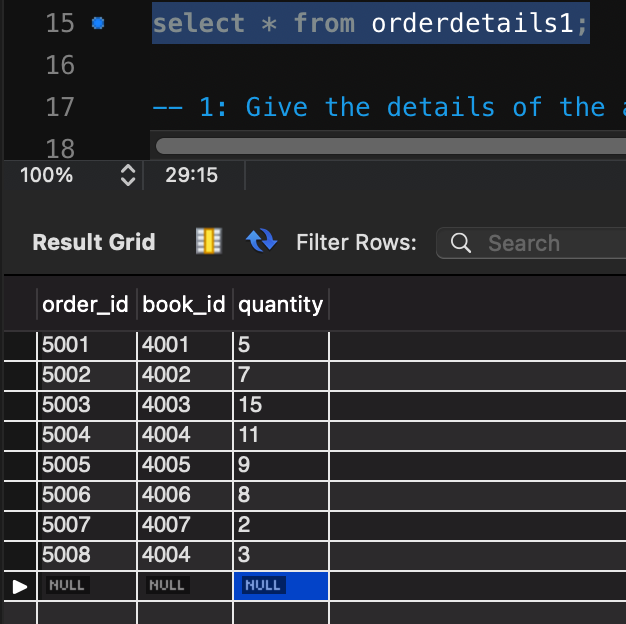 15 select * from orderdetails1;
16
17 -- 1: Give the details of the
18
100% 29:15
Result Grid Filter Rows: Search
order_id book_id quantity
5001 4001 5
5002 4002 7
5003 4003 15
5004 4004 11
5005 4005 9
5006 4006 8
5007 4007 2
5008 4004 3
NULL NULL NULL